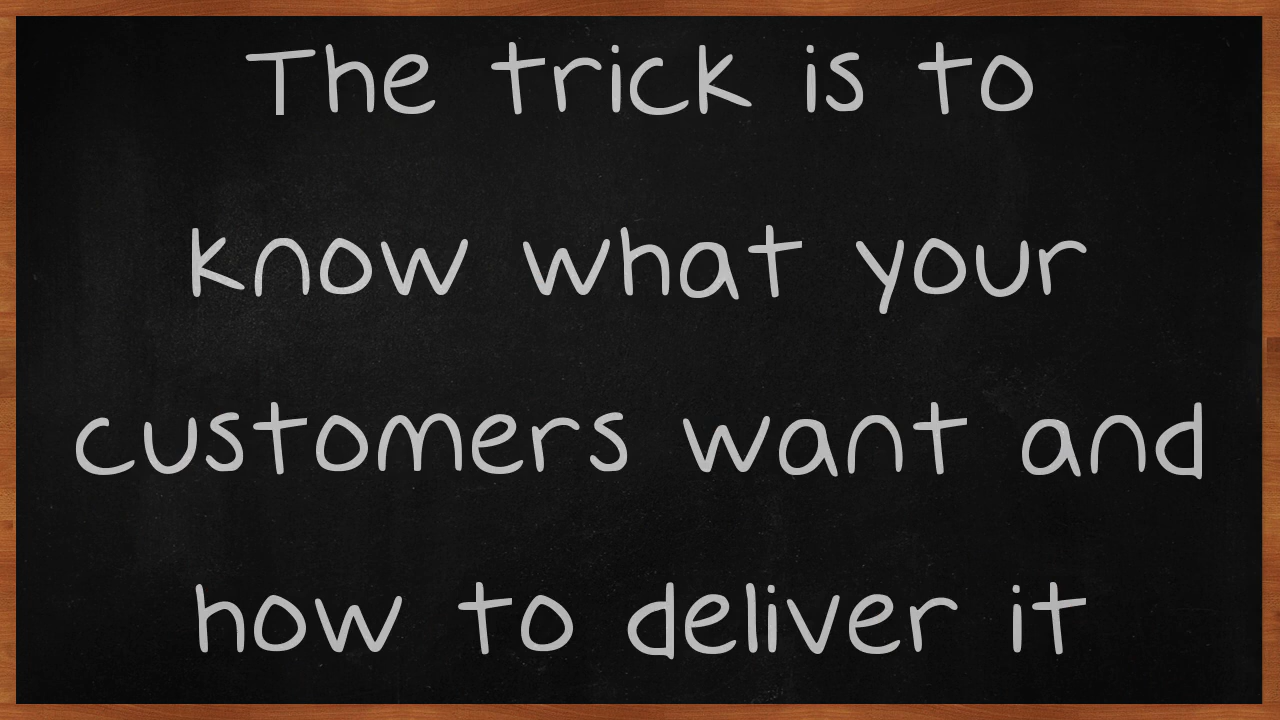 The trick is to
know what your
customers want and
how to deliver it